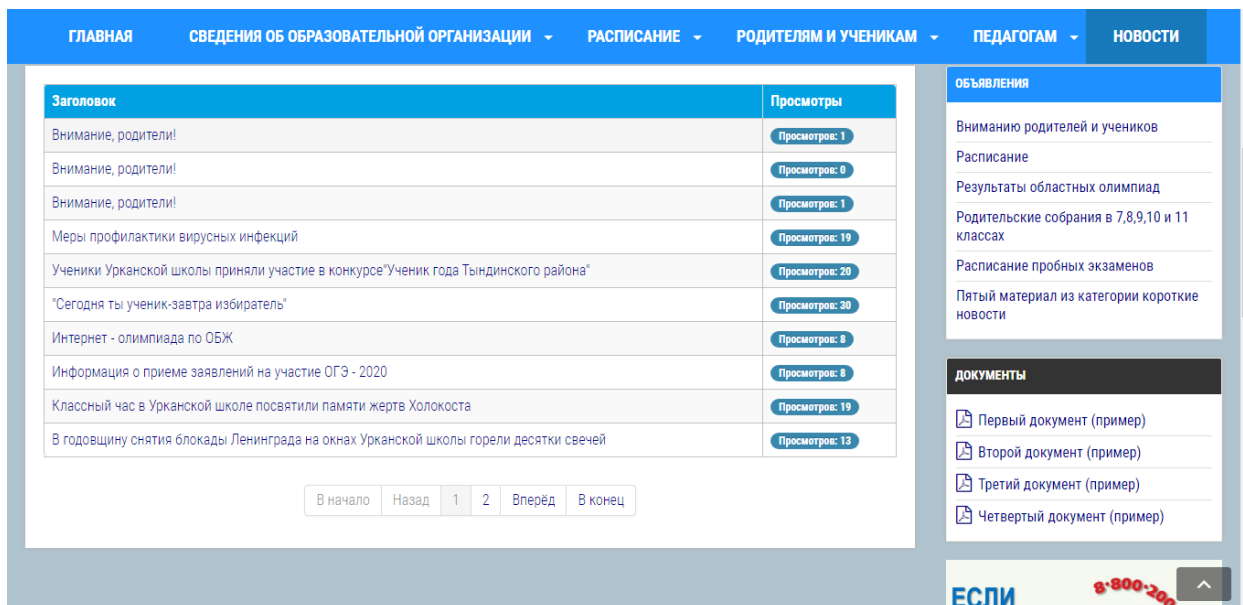 ГЛАВНАЯ СВЕДЕНИЯ ОБ ОБРАЗОВАТЕЛЬНОЙ ОРГАНИЗАЦИИ РАСПИСАНИЕ РОДИТЕЛЯМ И УЧЕНИКАМ ПЕДАГОГАМ НОВОСТИ
Заголовок Просмотры
Внимание, родители! Просмотров: 1
Внимание, родители! Просмотров: 0
Внимание, родители! Просмотров: 1
Меры профилактики вирусных инфекций Просмотров: 19
Ученики Урканской школы приняли участие в конкурсе"Ученик года Тындинского района" Просмотров: 20
"Сегодня ты ученик-завтра избиратель" Просмотров: 30
Интернет - олимпиада по ОБЖ Просмотров: 8
Информация о приеме заявлений на участие ОГЭ - 2020 Просмотров: 8
Классный час в Урканской школе посвятили памяти жертв Холокоста Просмотров: 19
В годовщину снятия блокады Ленинграда на окнах Урканской школы горели десятки свечей Просмотров: 13
В начало Назад 1 2 Вперёд В конец
ОБЪЯВЛЕНИЯ
Вниманию родителей и учеников
Расписание
Результаты областных олимпиад
Родительские собрания в 7,8,9,10 и 11
классах
Расписание пробных экзаменов
Пятый материал из категории короткие
новости
ДОКУМЕНТЫ
Первый документ (пример)
Второй документ (пример)
Третий документ (пример)
Четвертый документ (пример)
ЕСЛИ
8-800-200